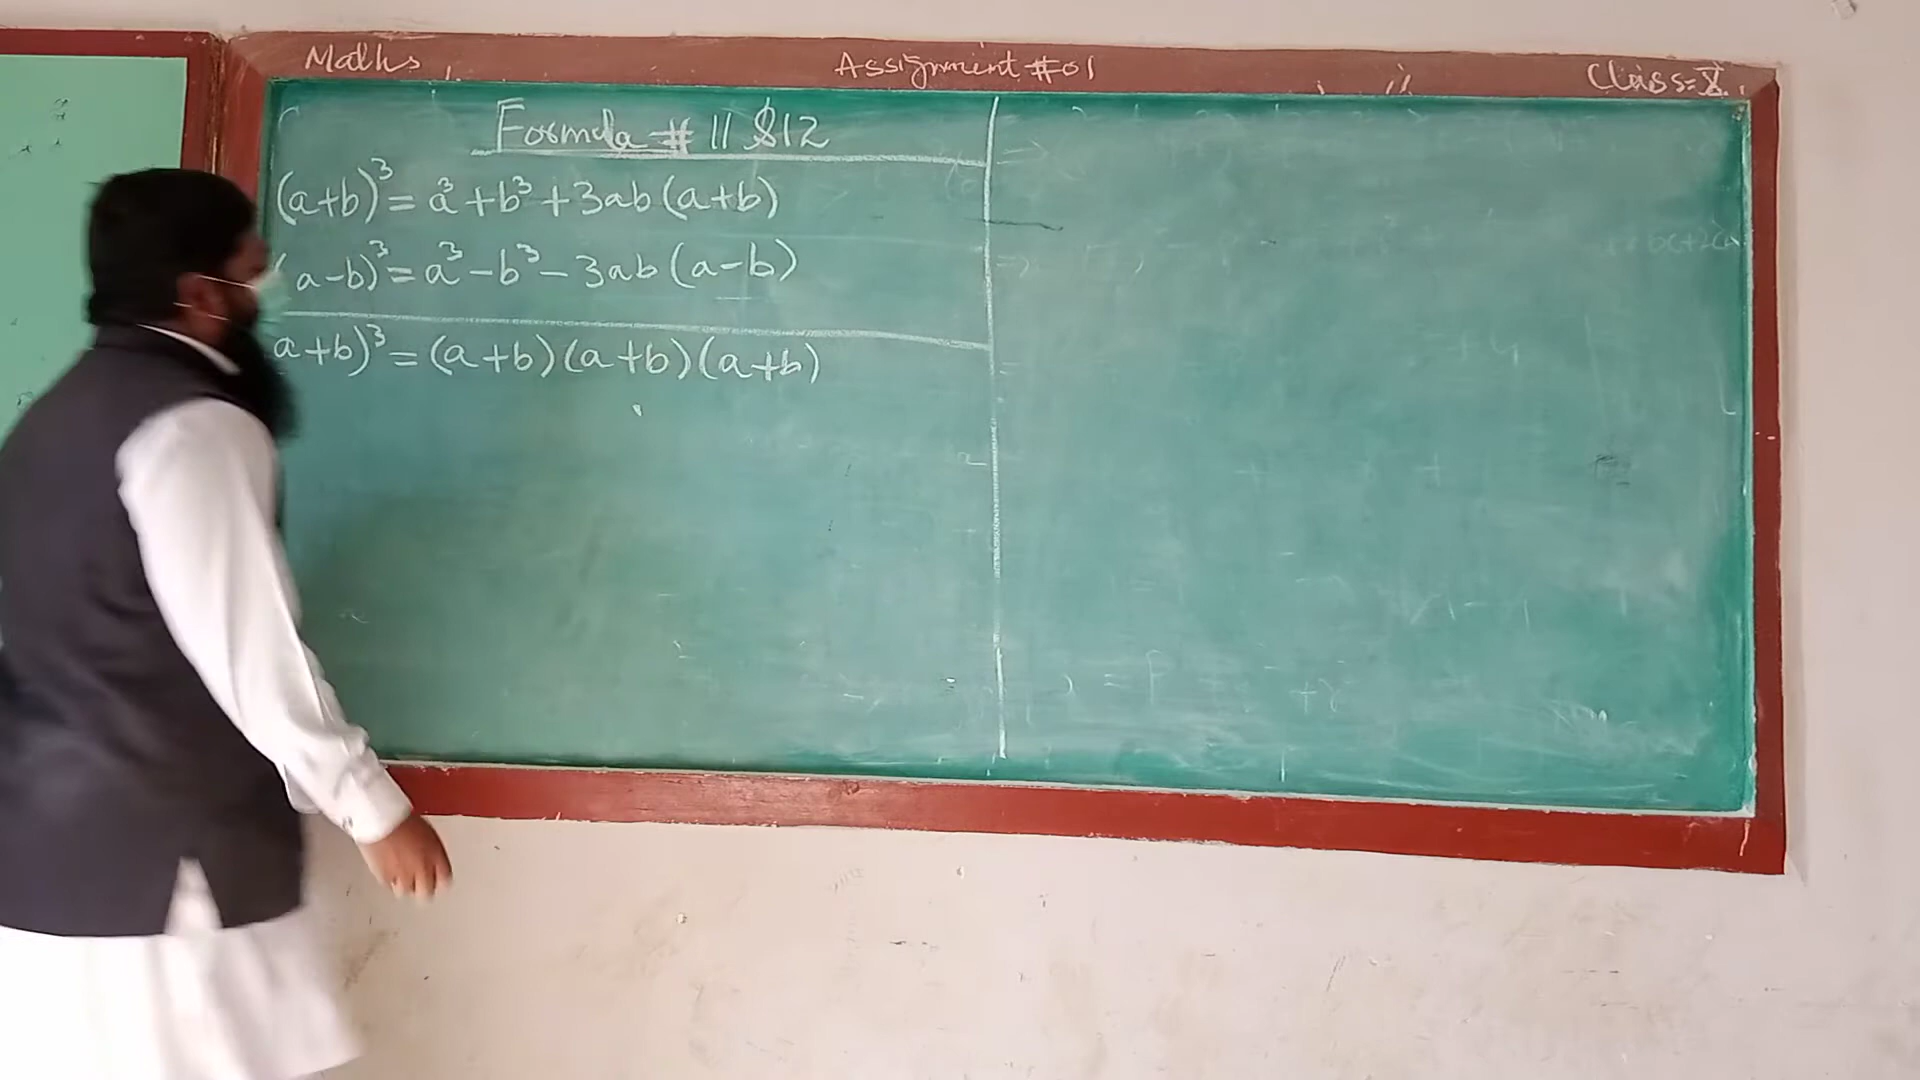 Maths Assignment #01 Class=X
Formula # 11 &12
(a+b)³ = a³ + b³ + 3ab (a+b)
(a-b)³ = a³ - b³ - 3ab (a-b)
a+b)³ = (a+b)(a+b)(a+b)